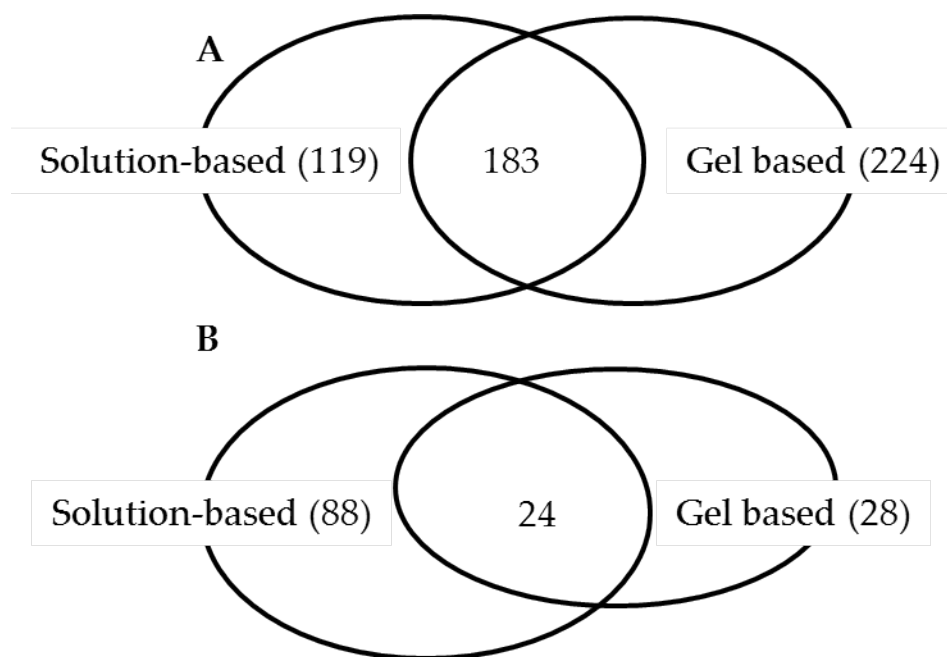 A
Solution-based (119) 183 Gel based (224)
B
Solution-based (88) 24 Gel based (28)